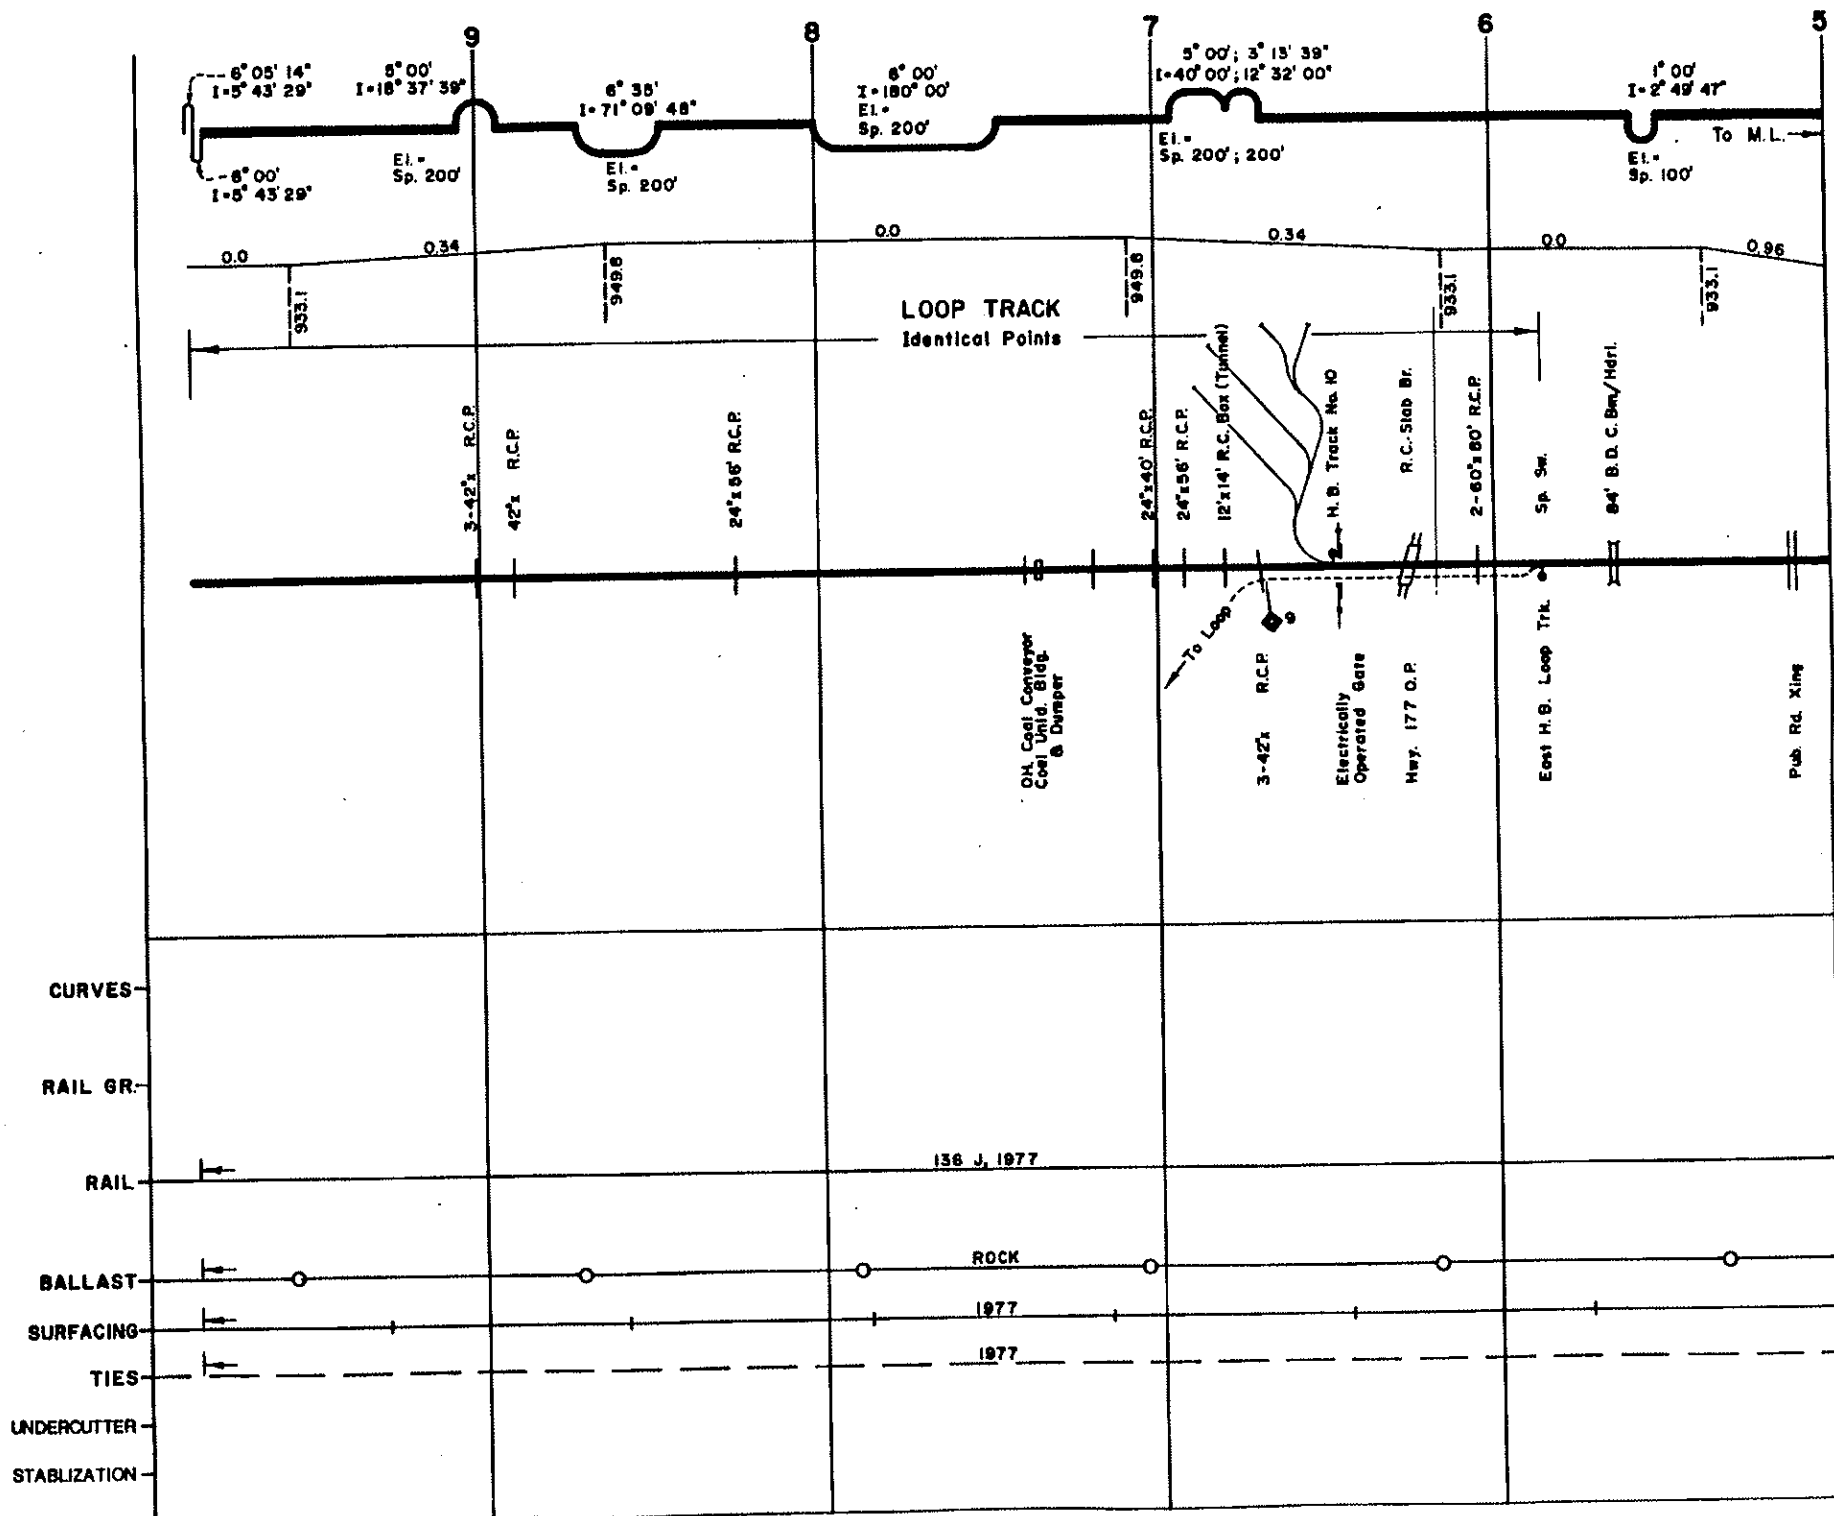 9
8
7
6
5
6° 05' 14"
I=5° 43' 29"
5° 00'
I=18° 37' 39"
6° 35'
I=71° 09' 48"
6° 00'
I=180° 00'
El.=
Sp. 200'
5° 00'; 3° 13' 39"
I=40° 00'; 12° 32' 00"
1° 00'
I=2° 49' 47"
To M.L.
6° 00'
I=5° 43' 29"
El.=
Sp. 200'
El.=
Sp. 200'
El.=
Sp. 200'; 200'
El.=
Sp. 100'
0.0
0.34
0.0
0.34
0.0
0.96
933.1
949.8
949.8
933.1
933.1
LOOP TRACK
Identical Points
3-42"x R.C.P.
42"x R.C.P.
24"x56' R.C.P.
24"x40' R.C.P.
24"x56' R.C.P.
12'x14' R.C. Box (Tunnel)
H.B. Track No. 10
R.C. Slab Br.
2-60"x80' R.C.P.
Sp. Sw.
84' B.D.C. Bm/Hdrl.
To Loop
9
OH. Coal Conveyor
Coal Unld. Bldg.
& Dumper
3-42"x R.C.P.
Electrically
Operated Gate
Hwy. 177 O.P.
East H.B. Loop Trk.
Pub. Rd. Xing
CURVES
RAIL GR.
RAIL
136 J, 1977
BALLAST
ROCK
SURFACING
1977
TIES
1977
UNDERCUTTER
STABLIZATION